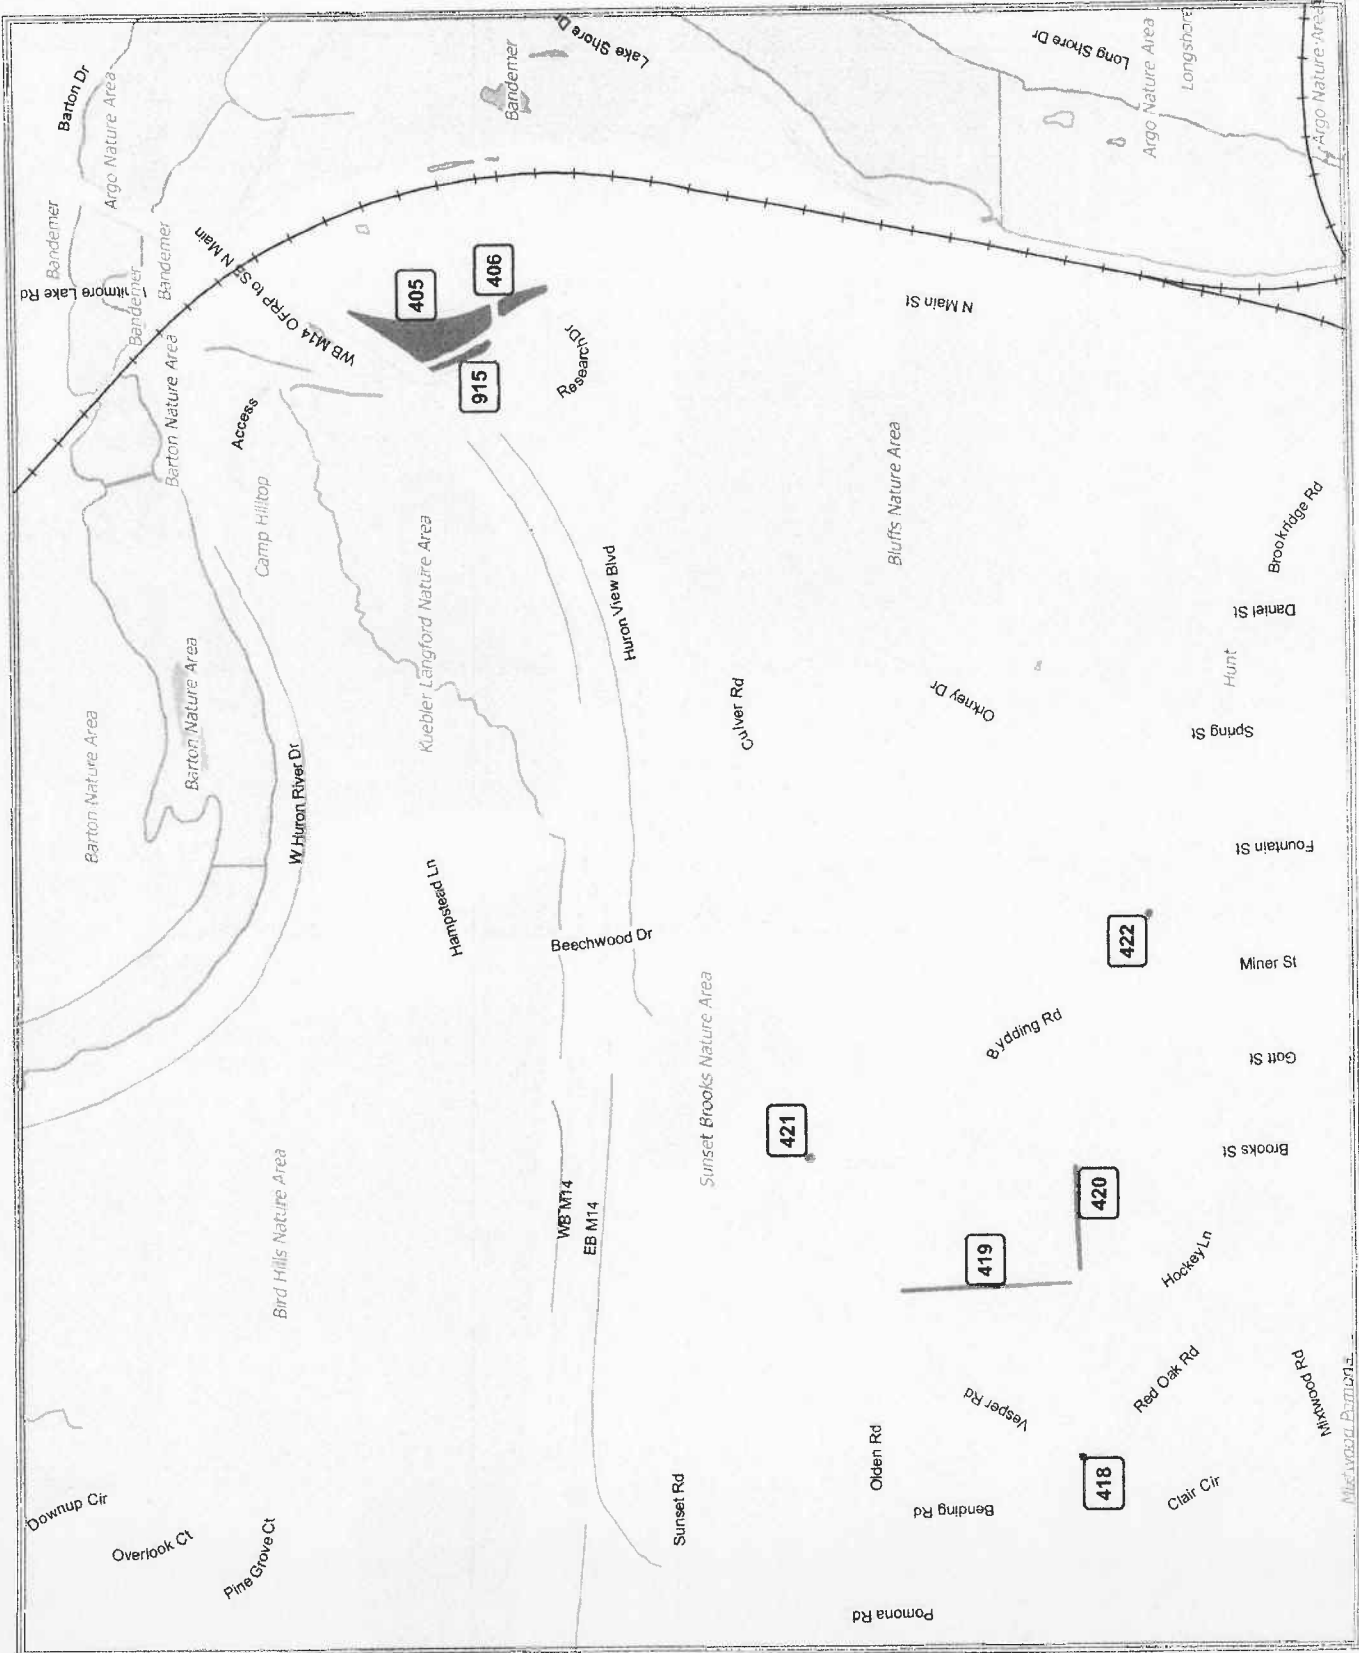 Lake Shore Dr
Long Shore Dr
Argo Nature Area
Longshore
Argo Nature Area
Barton Dr
Argo Nature Area
Bandemer
Bandemer
itmore Lake Rd
Bandemer
Bandemer
WB M14 OFRP to SB N Main
405
406
915
Research Dr
N Main St
Barton Nature Area
Access
Camp Hilltop
Kuebler Langford Nature Area
Huron View Blvd
Bluffs Nature Area
Brookridge Rd
Daniel St
Hunt
Barton Nature Area
Barton Nature Area
W Huron River Dr
Culver Rd
Orkney Dr
Spring St
Fountain St
Hampstead Ln
Beechwood Dr
422
Miner St
Sunset Brooks Nature Area
Bydding Rd
Gott St
421
Brooks St
Bird Hills Nature Area
WB M14
EB M14
420
419
Hockey Ln
Vesper Rd
Red Oak Rd
Mixtwood Rd
Mixtwood Pomona
Olden Rd
418
Clair Cir
Bending Rd
Sunset Rd
Downup Cir
Overlook Ct
Pine Grove Ct
Pomona Rd